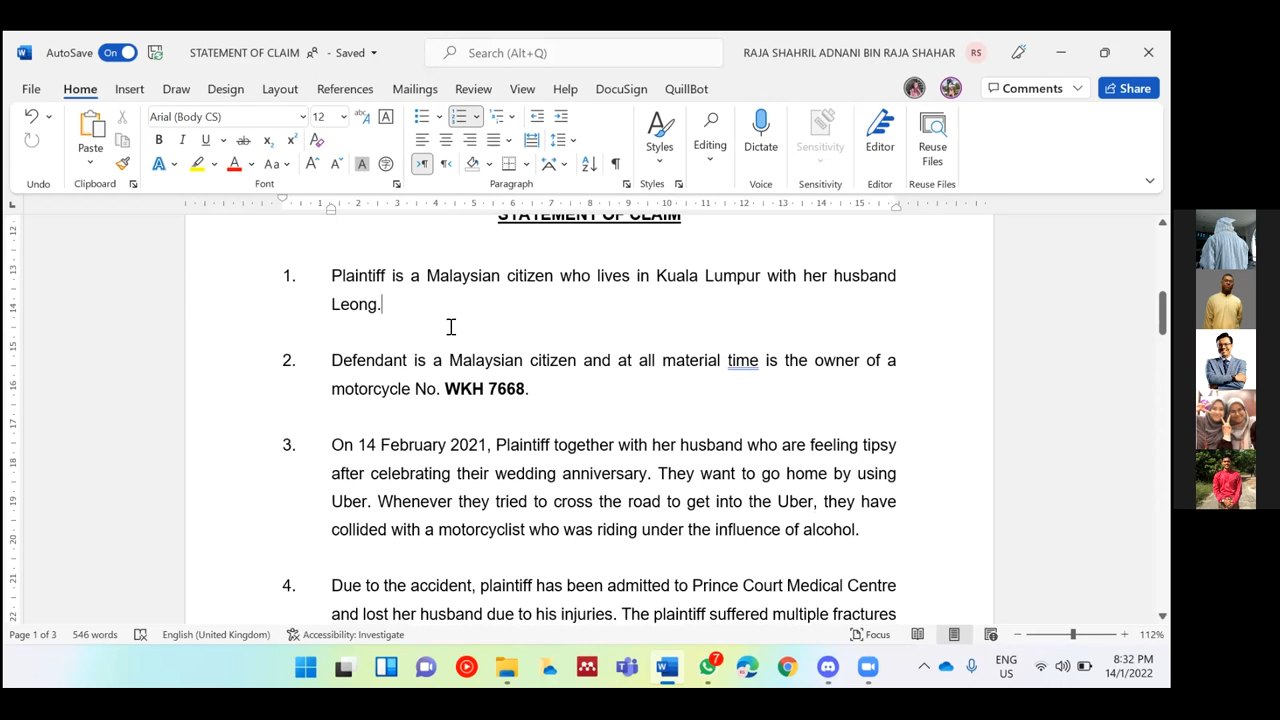 AutoSave On STATEMENT OF CLAIM Saved Search (Alt+Q) RAJA SHAHRIL ADNANI BIN RAJA SHAHAR RS
File Home Insert Draw Design Layout References Mailings Review View Help DocuSign QuillBot Comments Share
Arial (Body CS) 12
Paste Styles Editing Dictate Sensitivity Editor Reuse Files
Undo Clipboard Font Paragraph Styles Voice Sensitivity Editor Reuse Files
STATEMENT OF CLAIM
1. Plaintiff is a Malaysian citizen who lives in Kuala Lumpur with her husband
Leong.
2. Defendant is a Malaysian citizen and at all material time is the owner of a
motorcycle No. WKH 7668.
3. On 14 February 2021, Plaintiff together with her husband who are feeling tipsy
after celebrating their wedding anniversary. They want to go home by using
Uber. Whenever they tried to cross the road to get into the Uber, they have
collided with a motorcyclist who was riding under the influence of alcohol.
4. Due to the accident, plaintiff has been admitted to Prince Court Medical Centre
and lost her husband due to his injuries. The plaintiff suffered multiple fractures
Page 1 of 3 546 words English (United Kingdom) Accessibility: Investigate Focus 112%
7 ENG 8:32 PM
US 14/1/2022